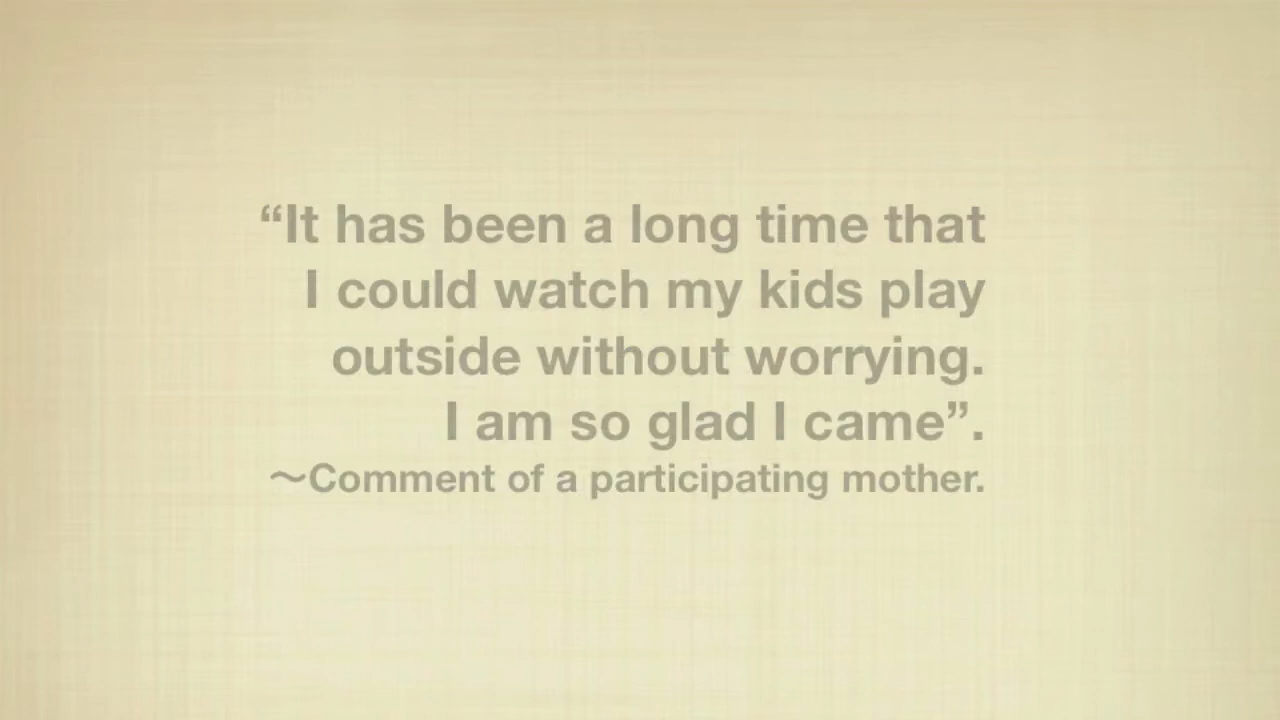 “It has been a long time that
I could watch my kids play
outside without worrying.
I am so glad I came”.
～Comment of a participating mother.